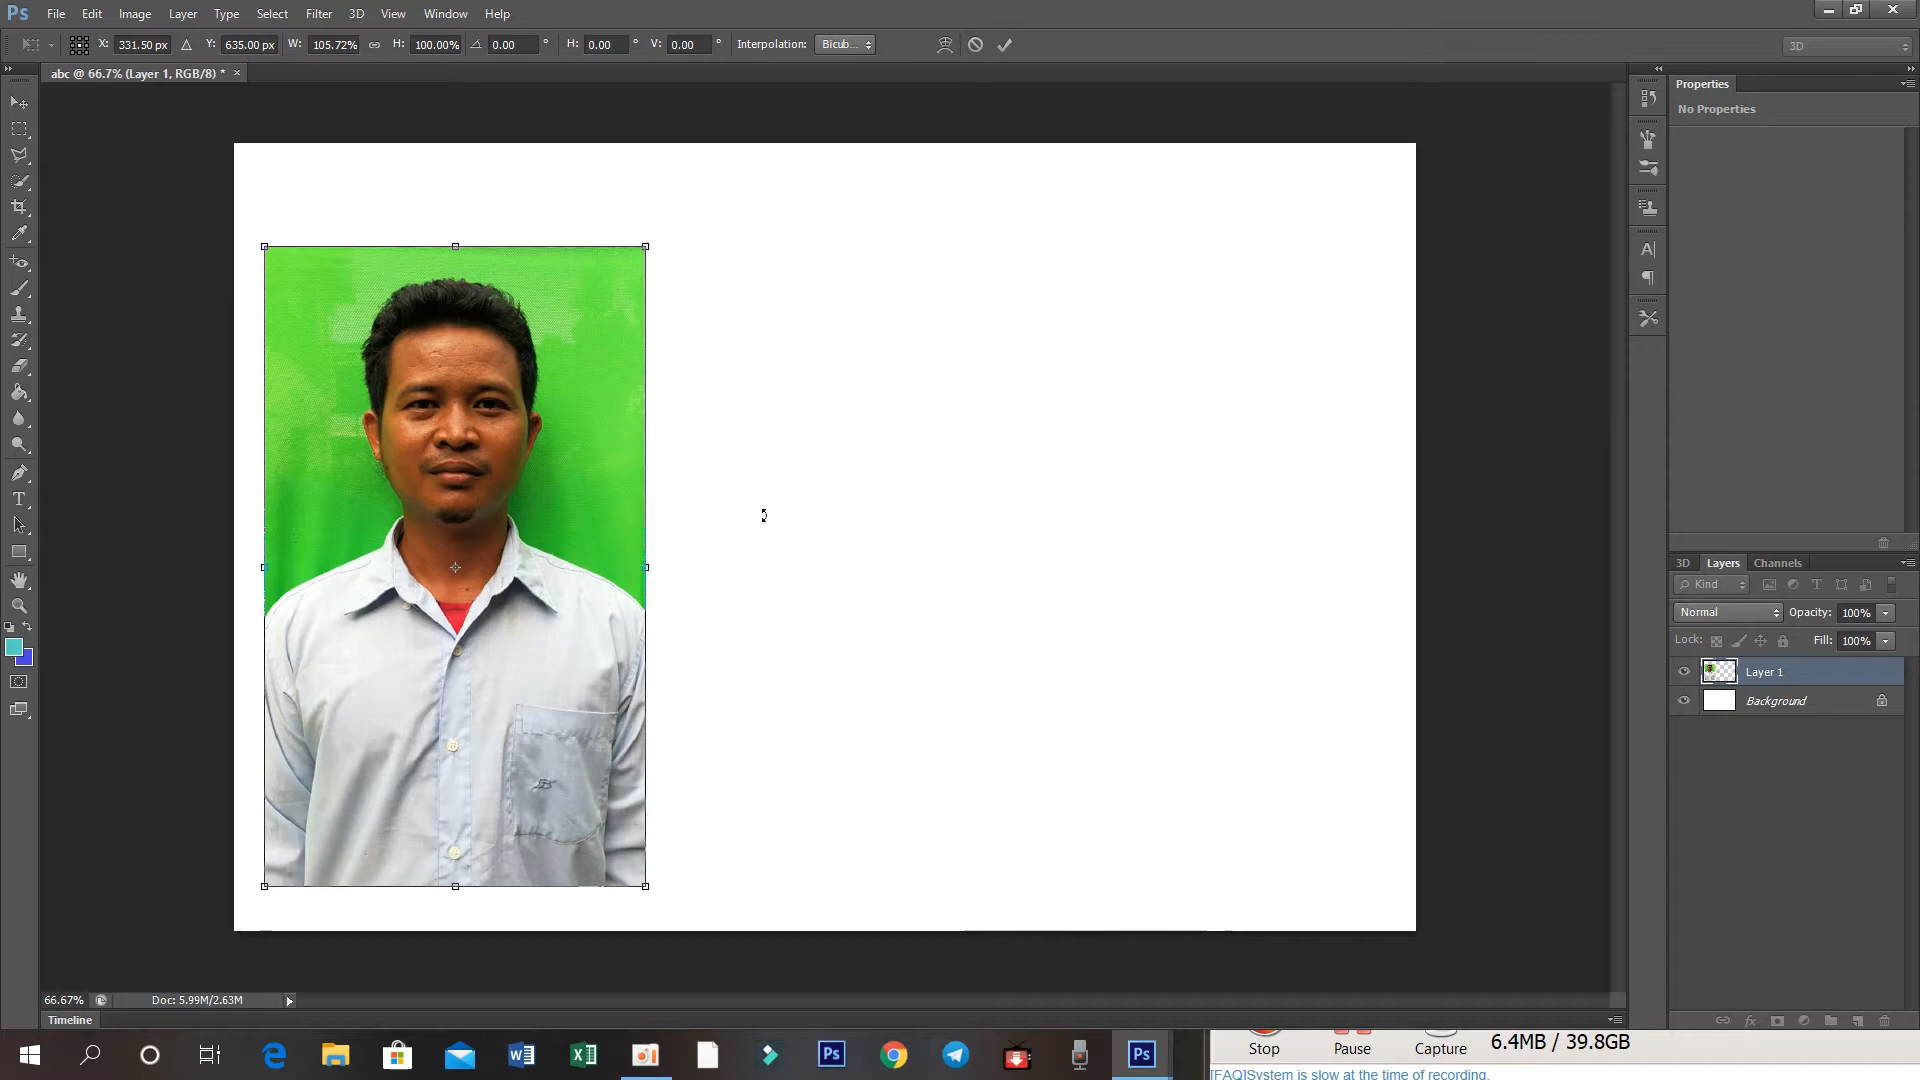 Ps File Edit Image Layer Type Select Filter 3D View Window Help
X: 331.50 px Y: 635.00 px W: 105.72% H: 100.00% 0.00 ° H: 0.00 ° V: 0.00 ° Interpolation: Bicub... 3D
abc @ 66.7% (Layer 1, RGB/8) *
Properties
No Properties
3D Layers Channels
Kind
Normal Opacity: 100%
Lock: Fill: 100%
Layer 1
Background
66.67% Doc: 5.99M/2.63M
Timeline
Stop Pause Capture 6.4MB / 39.8GB
[FAQ]System is slow at the time of recording.